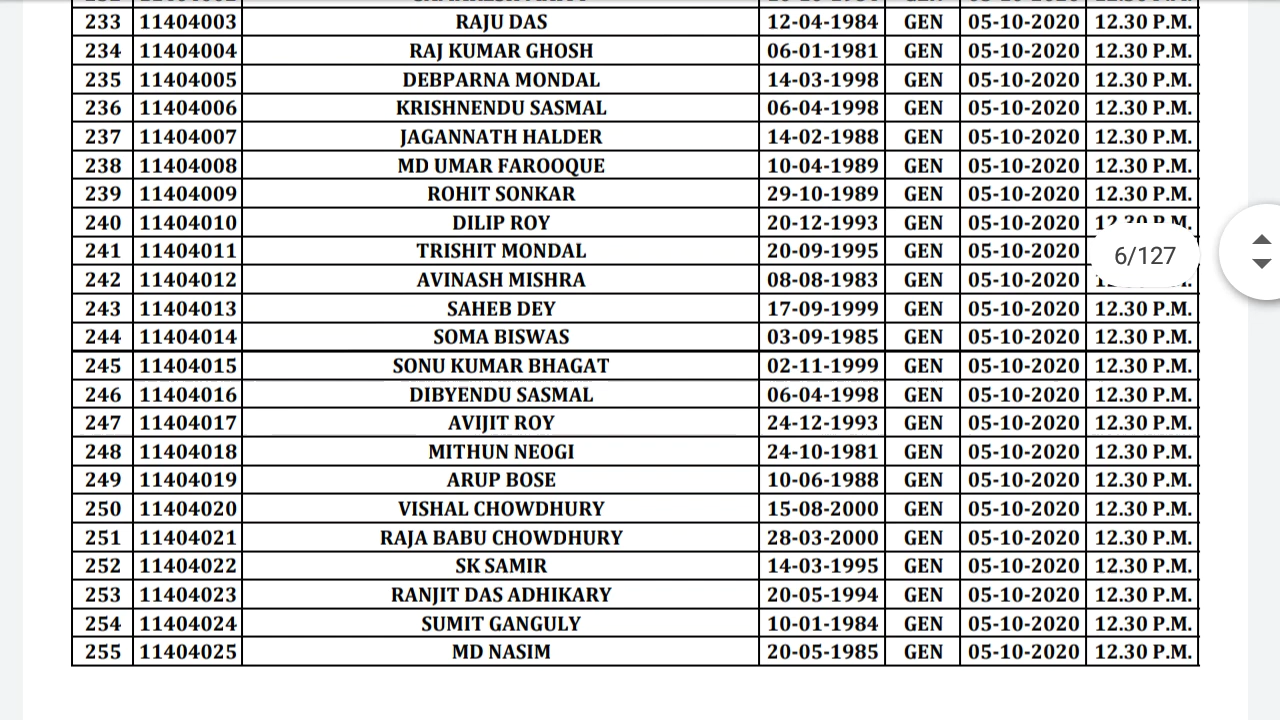 233 11404003 RAJU DAS 12-04-1984 GEN 05-10-2020 12.30 P.M.
234 11404004 RAJ KUMAR GHOSH 06-01-1981 GEN 05-10-2020 12.30 P.M.
235 11404005 DEBPARNA MONDAL 14-03-1998 GEN 05-10-2020 12.30 P.M.
236 11404006 KRISHNENDU SASMAL 06-04-1998 GEN 05-10-2020 12.30 P.M.
237 11404007 JAGANNATH HALDER 14-02-1988 GEN 05-10-2020 12.30 P.M.
238 11404008 MD UMAR FAROOQUE 10-04-1989 GEN 05-10-2020 12.30 P.M.
239 11404009 ROHIT SONKAR 29-10-1989 GEN 05-10-2020 12.30 P.M.
240 11404010 DILIP ROY 20-12-1993 GEN 05-10-2020 12.30 P.M.
241 11404011 TRISHIT MONDAL 20-09-1995 GEN 05-10-2020
6/127
242 11404012 AVINASH MISHRA 08-08-1983 GEN 05-10-2020
243 11404013 SAHEB DEY 17-09-1999 GEN 05-10-2020 12.30 P.M.
244 11404014 SOMA BISWAS 03-09-1985 GEN 05-10-2020 12.30 P.M.
245 11404015 SONU KUMAR BHAGAT 02-11-1999 GEN 05-10-2020 12.30 P.M.
246 11404016 DIBYENDU SASMAL 06-04-1998 GEN 05-10-2020 12.30 P.M.
247 11404017 AVIJIT ROY 24-12-1993 GEN 05-10-2020 12.30 P.M.
248 11404018 MITHUN NEOGI 24-10-1981 GEN 05-10-2020 12.30 P.M.
249 11404019 ARUP BOSE 10-06-1988 GEN 05-10-2020 12.30 P.M.
250 11404020 VISHAL CHOWDHURY 15-08-2000 GEN 05-10-2020 12.30 P.M.
251 11404021 RAJA BABU CHOWDHURY 28-03-2000 GEN 05-10-2020 12.30 P.M.
252 11404022 SK SAMIR 14-03-1995 GEN 05-10-2020 12.30 P.M.
253 11404023 RANJIT DAS ADHIKARY 20-05-1994 GEN 05-10-2020 12.30 P.M.
254 11404024 SUMIT GANGULY 10-01-1984 GEN 05-10-2020 12.30 P.M.
255 11404025 MD NASIM 20-05-1985 GEN 05-10-2020 12.30 P.M.